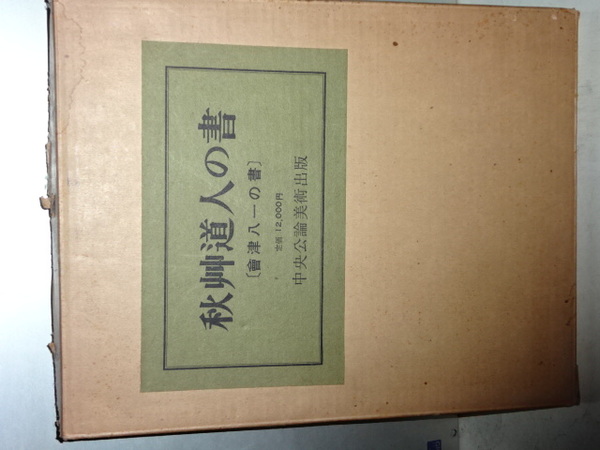 秋艸道人の書
〔會津八一の書〕
定価 12,000円
中央公論美術出版